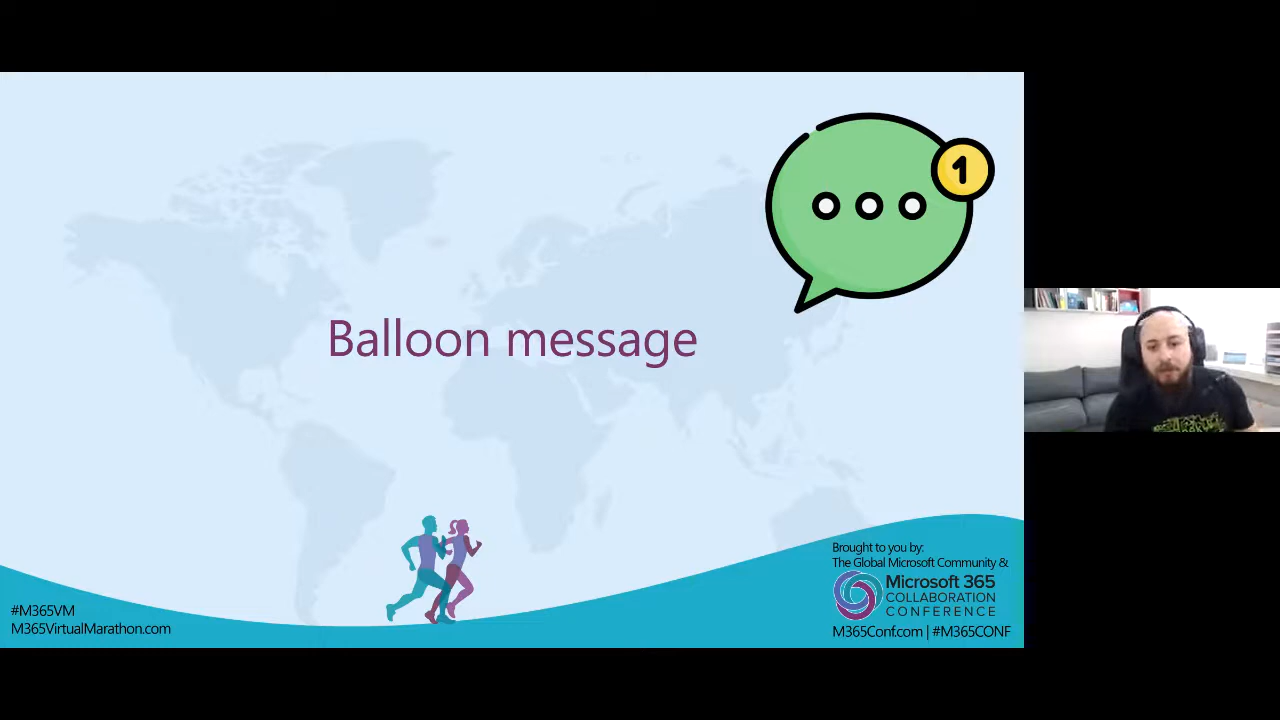 1
Balloon message
#M365VM
M365VirtualMarathon.com
Brought to you by:
The Global Microsoft Community &
Microsoft 365
COLLABORATION
CONFERENCE
M365Conf.com | #M365CONF